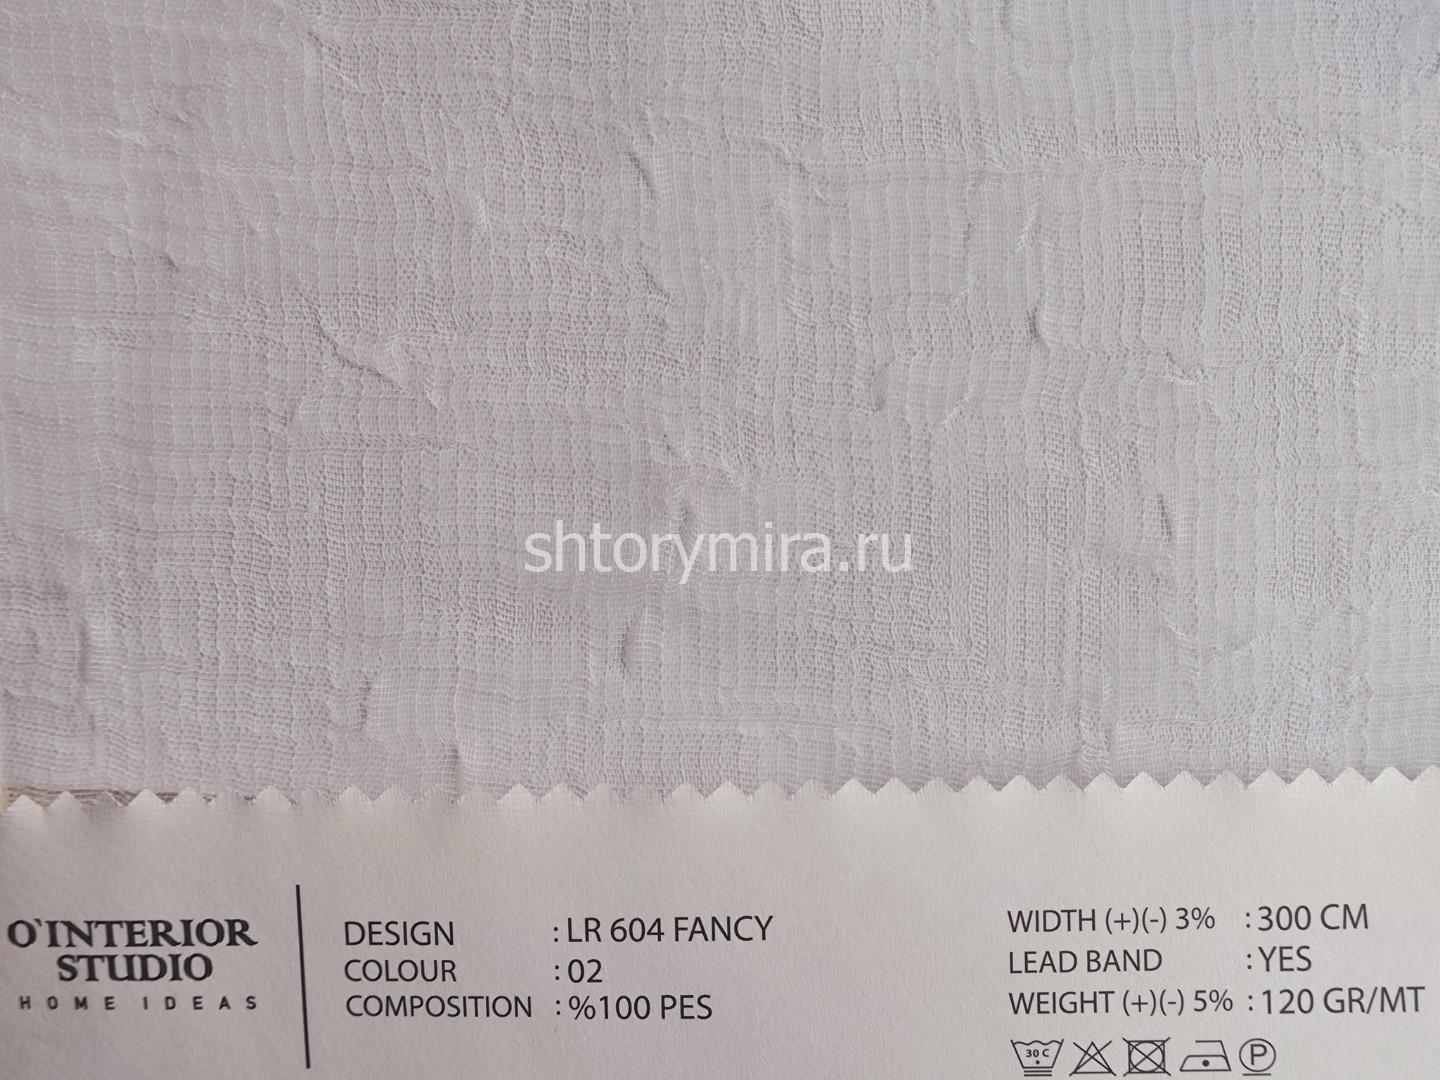 shtorymira.ru
O'INTERIOR
STUDIO
HOME IDEAS
DESIGN : LR 604 FANCY
COLOUR : 02
COMPOSITION : %100 PES
WIDTH (+)(-) 3% : 300 CM
LEAD BAND : YES
WEIGHT (+)(-) 5% : 120 GR/MT
30 C
P